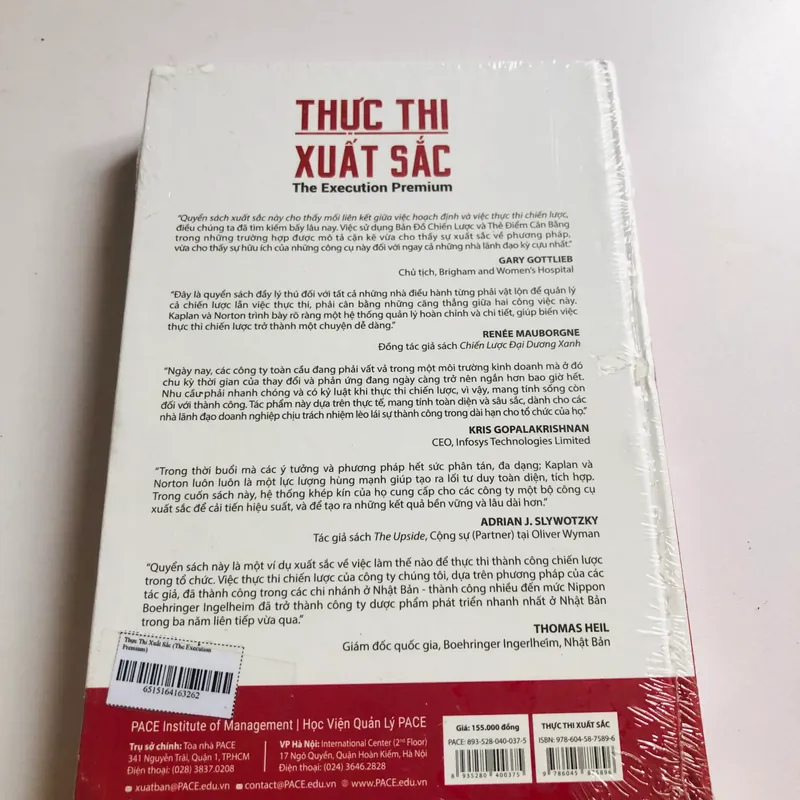 THỰC THI
XUẤT SẮC
The Execution Premium
“Quyển sách xuất sắc này cho thấy mối liên kết giữa việc hoạch định và việc thực thi chiến lược,
điều chúng ta đã tìm kiếm bấy lâu nay. Việc sử dụng Bản Đồ Chiến Lược và Thẻ Điểm Cân Bằng
trong những trường hợp được mô tả cặn kẽ vừa cho thấy sự xuất sắc về phương pháp,
vừa cho thấy sự hữu ích của những công cụ này đối với ngay cả những nhà lãnh đạo kỳ cựu nhất.”
GARY GOTTLIEB
Chủ tịch, Brigham and Women’s Hospital
“Đây là quyển sách đầy lý thú đối với tất cả những nhà điều hành từng phải vật lộn để quản lý
cả chiến lược lẫn việc thực thi, phải cân bằng những căng thẳng giữa hai công việc này.
Kaplan và Norton trình bày rõ ràng một hệ thống quản lý hoàn chỉnh và chi tiết, giúp biến việc
thực thi chiến lược trở thành một chuyện dễ dàng.”
RENÉE MAUBORGNE
Đồng tác giả sách Chiến Lược Đại Dương Xanh
“Ngày nay, các công ty toàn cầu đang phải vất vả trong một môi trường kinh doanh mà ở đó
chu kỳ thời gian của thay đổi và phản ứng đang ngày càng trở nên ngắn hơn bao giờ hết.
Nhu cầu phải nhanh chóng và có kỷ luật khi thực thi chiến lược, vì vậy, mang tính sống còn
đối với thành công. Tác phẩm này dựa trên thực tế, mang tính toàn diện và sâu sắc, dành cho các
nhà lãnh đạo doanh nghiệp chịu trách nhiệm lèo lái sự thành công trong dài hạn cho tổ chức của họ.”
KRIS GOPALAKRISHNAN
CEO, Infosys Technologies Limited
“Trong thời buổi mà các ý tưởng và phương pháp hết sức phân tán, đa dạng; Kaplan và
Norton luôn luôn là một lực lượng hùng mạnh giúp tạo ra lối tư duy toàn diện, tích hợp.
Trong cuốn sách này, hệ thống khép kín của họ cung cấp cho các công ty một bộ công cụ
xuất sắc để cải tiến hiệu suất, và để tạo ra những kết quả bền vững và lâu dài hơn.”
ADRIAN J. SLYWOTZKY
Tác giả sách The Upside, Cộng sự (Partner) tại Oliver Wyman
“Quyển sách này là một ví dụ xuất sắc về việc làm thế nào để thực thi thành công chiến lược
trong tổ chức. Việc thực thi chiến lược của công ty chúng tôi, dựa trên phương pháp của các
tác giả, đã thành công trong các chi nhánh ở Nhật Bản - thành công nhiều đến mức Nippon
Boehringer Ingelheim đã trở thành công ty dược phẩm phát triển nhanh nhất ở Nhật Bản
trong ba năm liên tiếp vừa qua.”
THOMAS HEIL
Giám đốc quốc gia, Boehringer Ingerlheim, Nhật Bản
Thực Thi Xuất Sắc (The Execution
Premium)
6515164163262
PACE Institute of Management | Học Viện Quản Lý PACE
Trụ sở chính: Tòa nhà PACE
341 Nguyễn Trãi, Quận 1, TP.HCM
Điện thoại: (028) 3837.0208
VP Hà Nội: International Center (2nd Floor)
17 Ngô Quyền, Quận Hoàn Kiếm, Hà Nội
Điện thoại: (024) 3646.2828
xuatban@PACE.edu.vn contact@PACE.edu.vn www.PACE.edu.vn
Giá: 155.000 đồng
PACE: 893-528-040-037-5
8 935280 400375
THỰC THI XUẤT SẮC
ISBN: 978-604-58-7589-6
9 786045 875896